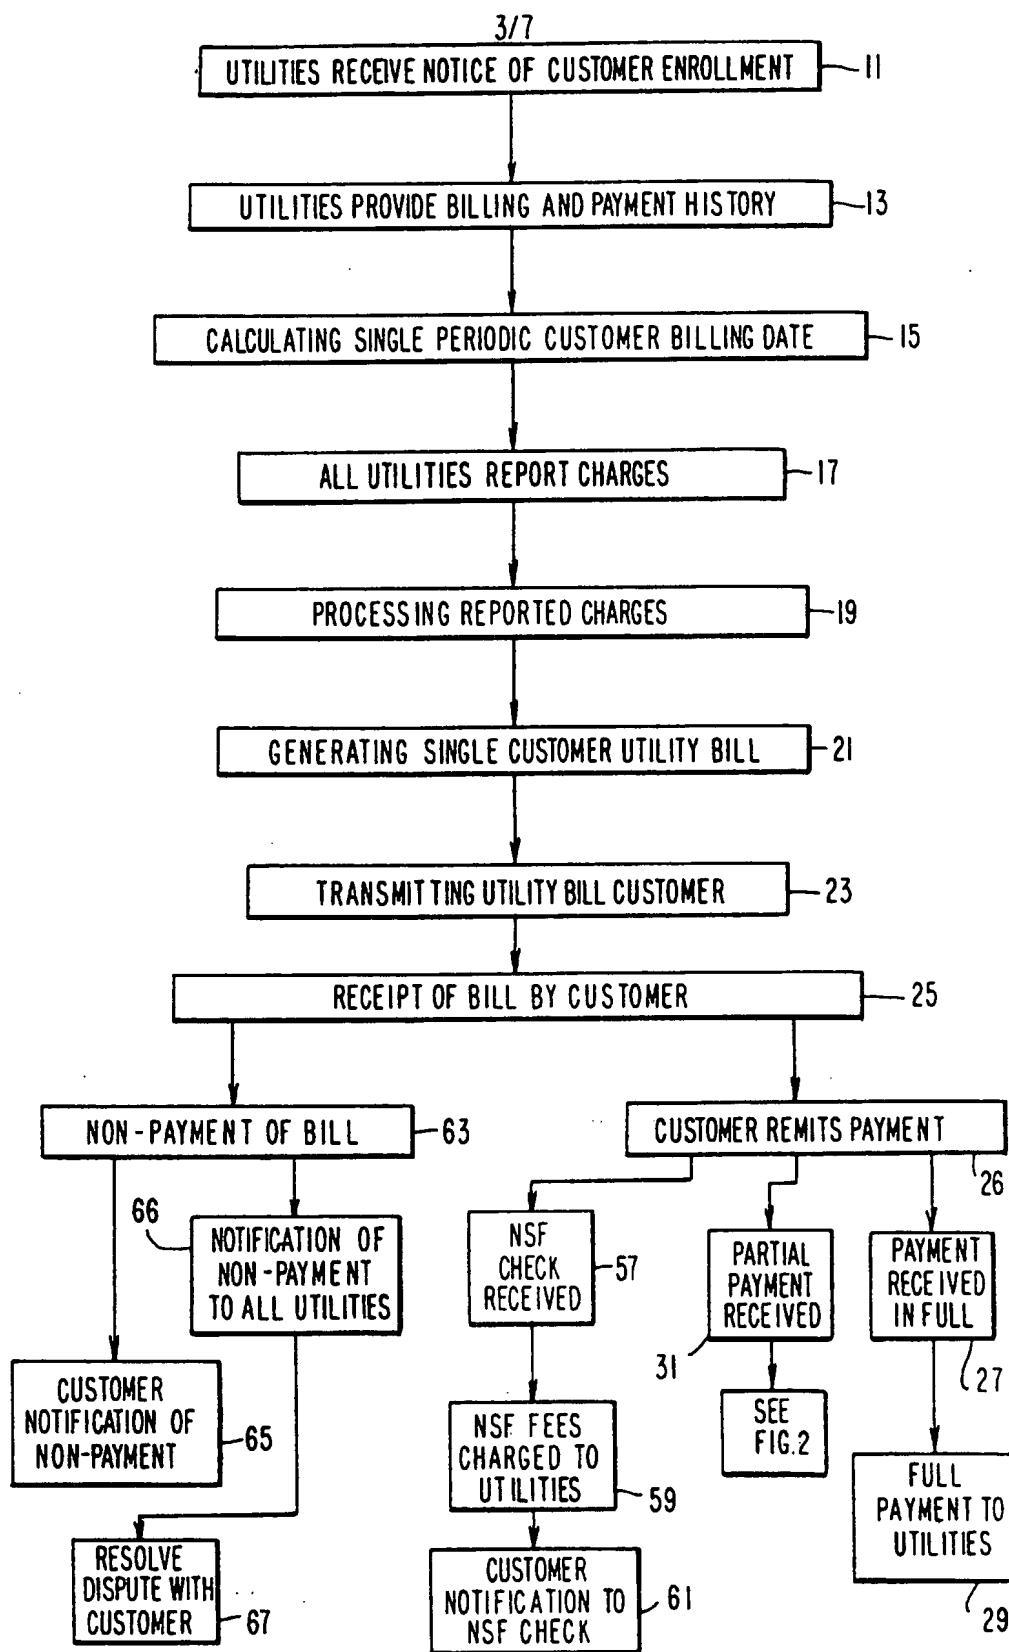 3/7
UTILITIES RECEIVE NOTICE OF CUSTOMER ENROLLMENT
11
UTILITIES PROVIDE BILLING AND PAYMENT HISTORY
13
CALCULATING SINGLE PERIODIC CUSTOMER BILLING DATE
15
ALL UTILITIES REPORT CHARGES
17
PROCESSING REPORTED CHARGES
19
GENERATING SINGLE CUSTOMER UTILITY BILL
21
TRANSMITTING UTILITY BILL CUSTOMER
23
RECEIPT OF BILL BY CUSTOMER
25
NON-PAYMENT OF BILL
63
CUSTOMER REMITS PAYMENT
26
66
NOTIFICATION OF
NON-PAYMENT
TO ALL UTILITIES
NSF
CHECK
RECEIVED
57
PARTIAL
PAYMENT
RECEIVED
31
PAYMENT
RECEIVED
IN FULL
27
CUSTOMER
NOTIFICATION OF
NON-PAYMENT
65
NSF FEES
CHARGED TO
UTILITIES
59
SEE
FIG.2
FULL
PAYMENT TO
UTILITIES
29
RESOLVE
DISPUTE WITH
CUSTOMER
67
CUSTOMER
NOTIFICATION TO
NSF CHECK
61